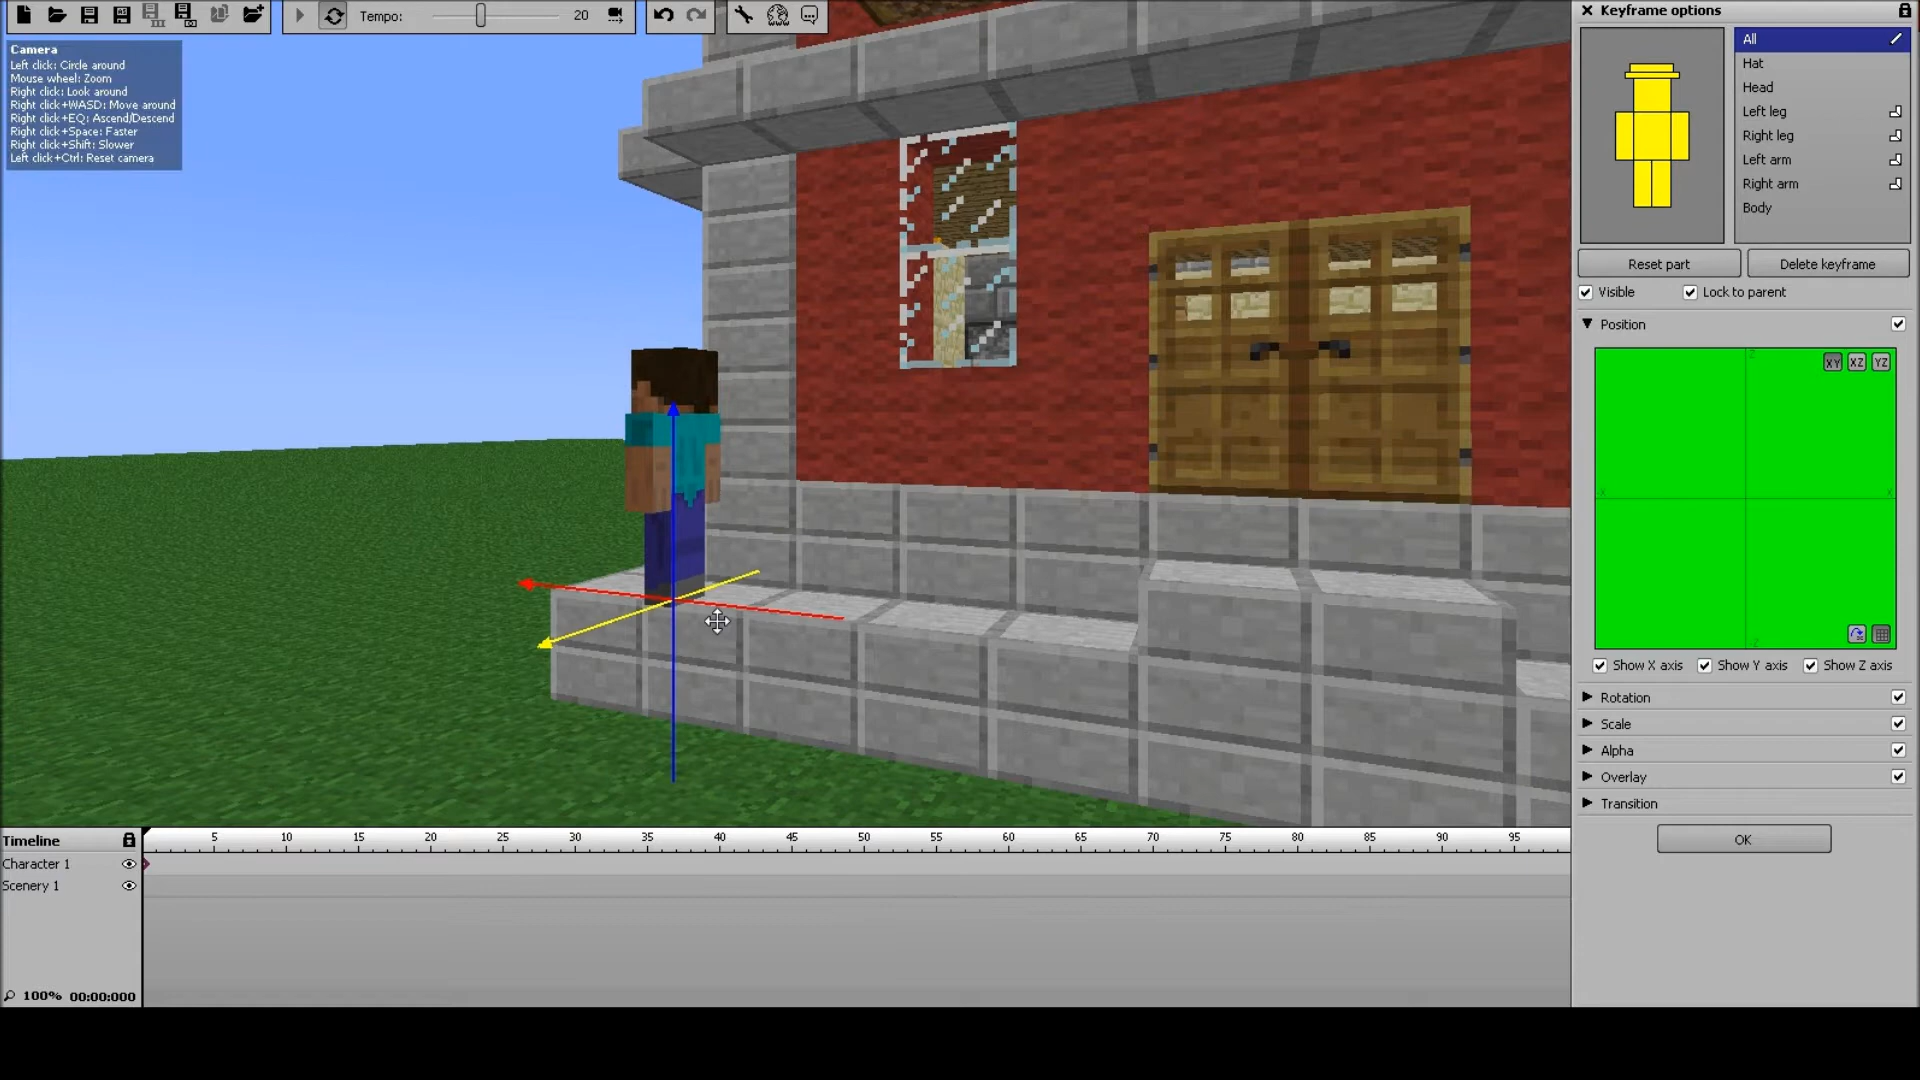 Tempo:
20
Camera
Left click: Circle around
Mouse wheel: Zoom
Right click: Look around
Right click+WASD: Move around
Right click+EQ: Ascend/Descend
Right click+Space: Faster
Right click+Shift: Slower
Left click+Ctrl: Reset camera
Keyframe options
All
Hat
Head
Left leg
Right leg
Left arm
Right arm
Body
Reset part
Delete keyframe
Visible
Lock to parent
Position
XY XZ YZ
Show X axis
Show Y axis
Show Z axis
Rotation
Scale
Alpha
Overlay
Transition
OK
Timeline
5 10 15 20 25 30 35 40 45 50 55 60 65 70 75 80 85 90 95
Character 1
Scenery 1
100% 00:00:000